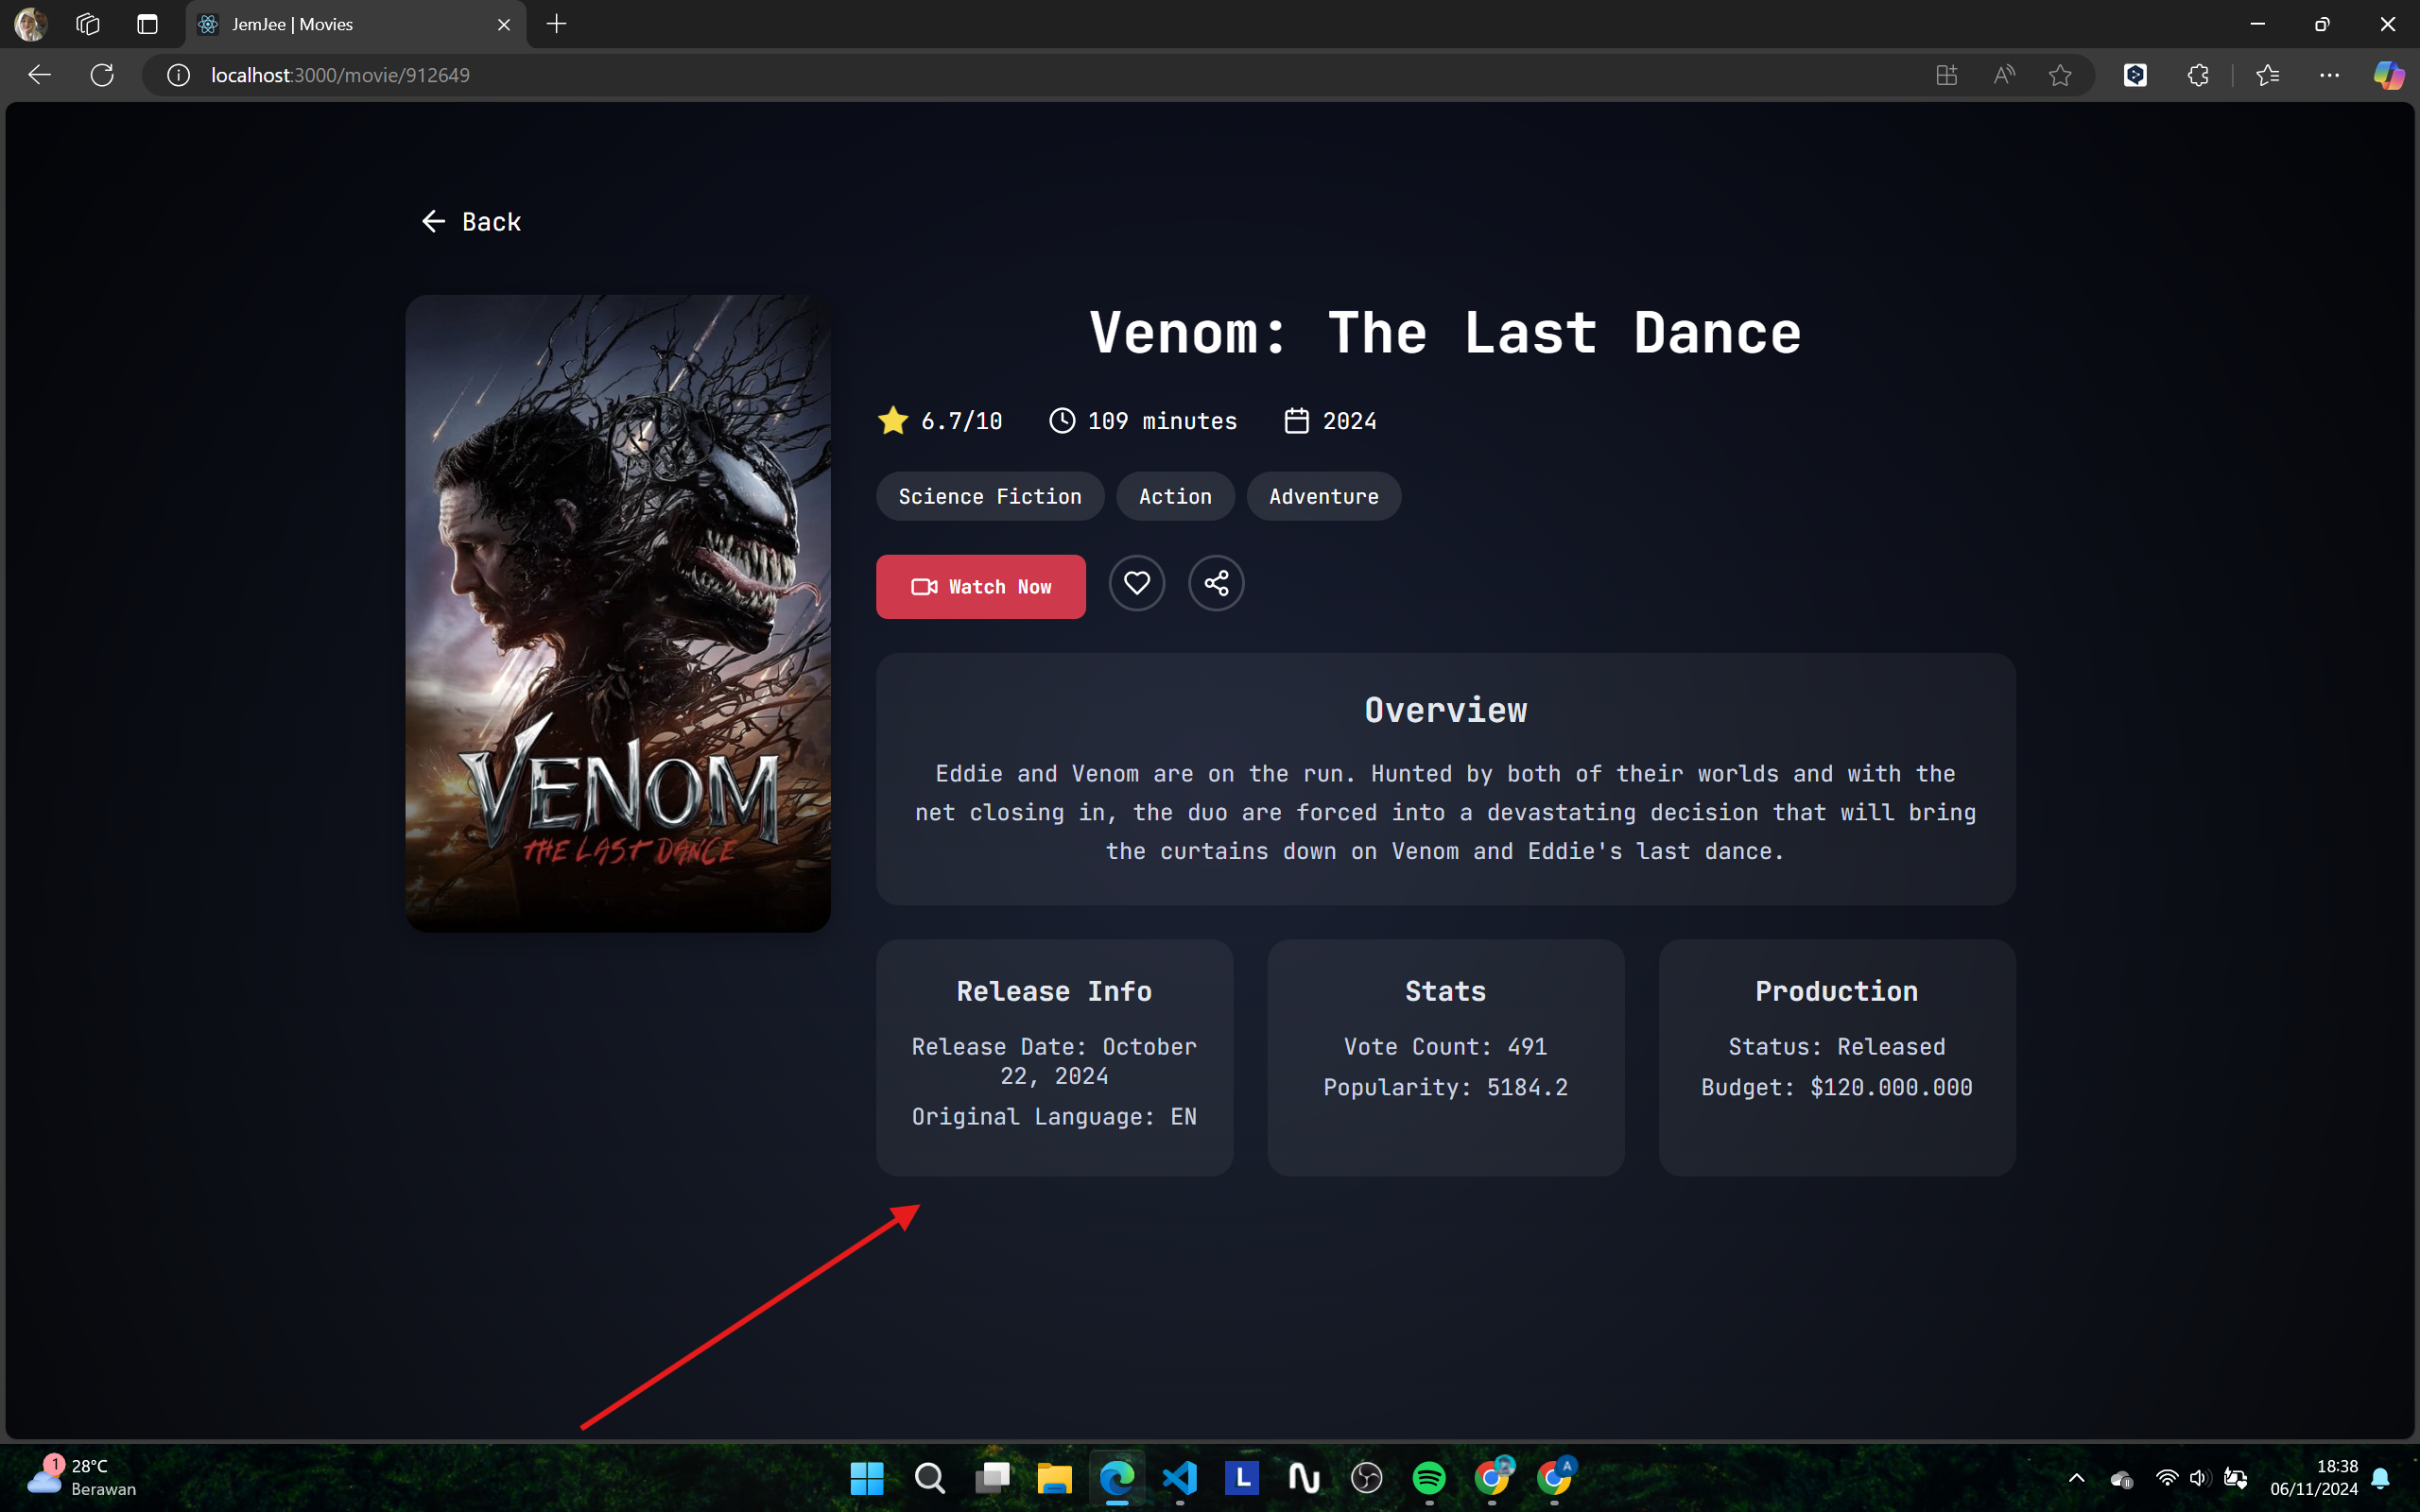 JemJee | Movies
localhost:3000/movie/912649
Back
Venom: The Last Dance
6.7/10 109 minutes 2024
Science Fiction Action Adventure
Watch Now
VENOM
THE LAST DANCE
Overview
Eddie and Venom are on the run. Hunted by both of their worlds and with the
net closing in, the duo are forced into a devastating decision that will bring
the curtains down on Venom and Eddie's last dance.
Release Info
Release Date: October
22, 2024
Original Language: EN
Stats
Vote Count: 491
Popularity: 5184.2
Production
Status: Released
Budget: $120.000.000
1
28°C
Berawan
L
A
18:38
06/11/2024